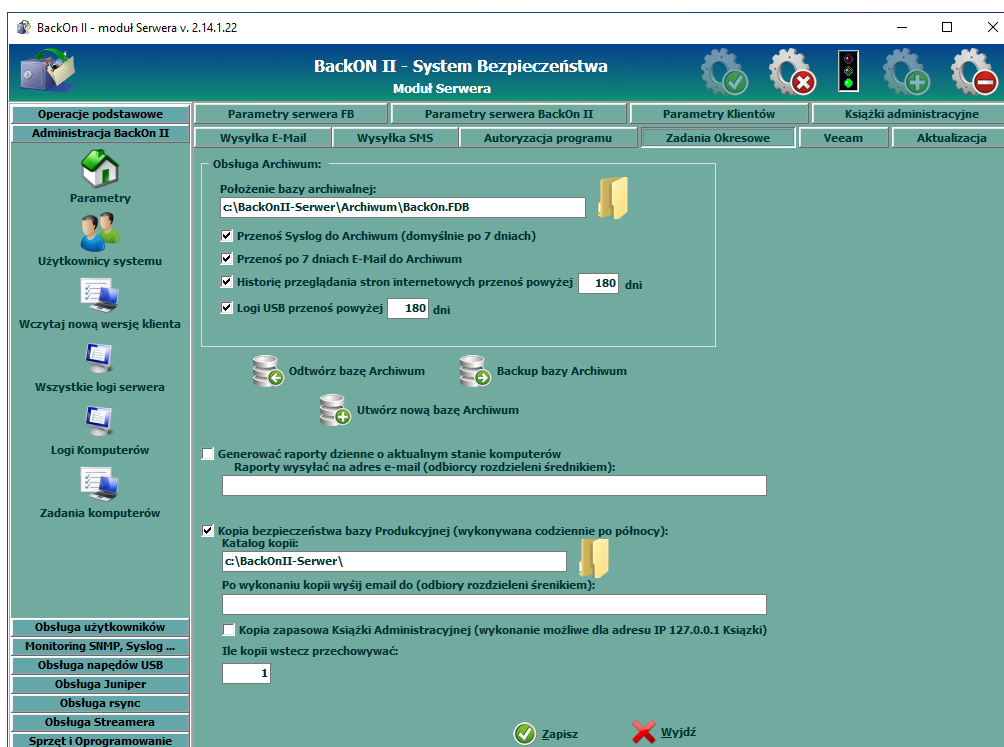 BackOn II - moduł Serwera v. 2.14.1.22
BackON II - System Bezpieczeństwa
Moduł Serwera
Operacje podstawowe
Administracja BackOn II
Parametry
Użytkownicy systemu
Wczytaj nową wersję klienta
Wszystkie logi serwera
Logi Komputerów
Zadania komputerów
Obsługa użytkowników
Monitoring SNMP, Syslog ...
Obsługa napędów USB
Obsługa Juniper
Obsługa rsync
Obsługa Streamera
Sprzęt i Oprogramowanie
Parametry serwera FB
Parametry serwera BackOn II
Parametry Klientów
Książki administracyjne
Wysyłka E-Mail
Wysyłka SMS
Autoryzacja programu
Zadania Okresowe
Veeam
Aktualizacja
Obsługa Archiwum:
Położenie bazy archiwalnej:
c:\BackOnII-Serwer\Archiwum\BackOn.FDB
Przenoś Syslog do Archiwum (domyślnie po 7 dniach)
Przenoś po 7 dniach E-Mail do Archiwum
Historię przeglądania stron internetowych przenoś powyżej 180 dni
Logi USB przenoś powyżej 180 dni
Odtwórz bazę Archiwum
Backup bazy Archiwum
Utwórz nową bazę Archiwum
Generować raporty dzienne o aktualnym stanie komputerów
Raporty wysyłać na adres e-mail (odbiorcy rozdzieleni średnikiem):
Kopia bezpieczeństwa bazy Produkcyjnej (wykonywana codziennie po północy):
Katalog kopii:
c:\BackOnII-Serwer\
Po wykonaniu kopii wyśij email do (odbiory rozdzieleni śrenikiem):
Kopia zapasowa Książki Administracyjnej (wykonanie możliwe dla adresu IP 127.0.0.1 Ksiązki)
Ile kopii wstecz przechowywać:
1
Zapisz
Wyjdź